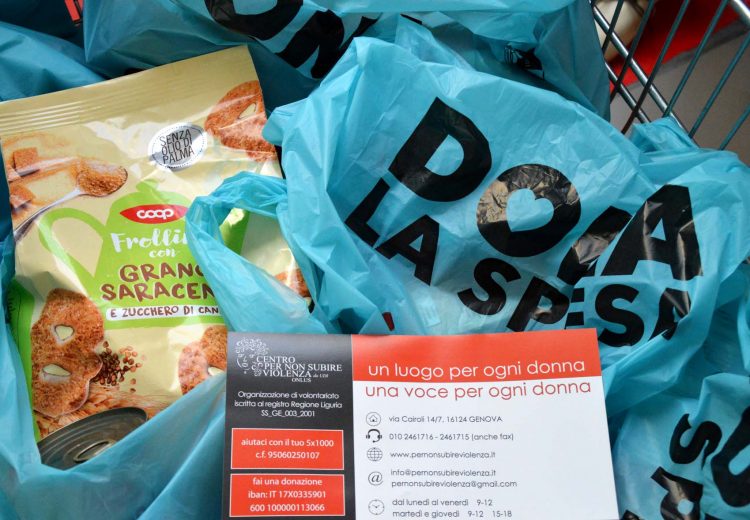 SENZA
OLIO DI
PALMA
coop
Frollini
con
GRANO
SARACENO
E ZUCCHERO DI CAN
DONA
LA SPESA
CENTRO
PER NON SUBIRE
VIOLENZA da UDI
ONLUS
Organizzazione di volontariato
iscritta al registro Regione Liguria
SS_GE_003_2001
aiutaci con il tuo 5x1000
c.f. 95060250107
fai una donazione
iban: IT 17X0335901
600 100000113066
un luogo per ogni donna
una voce per ogni donna
via Cairoli 14/7, 16124 GENOVA
010 2461716 - 2461715 (anche fax)
www.pernonsubireviolenza.it
info@pernonsubireviolenza.it
pernonsubireviolenza@gmail.com
dal lunedì al venerdì 9-12
martedì e giovedì 9-12 15-18